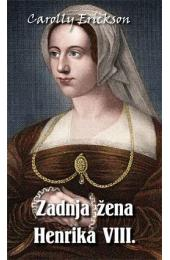 Carolly Erickson
Zadnja žena
Henrika VIII.